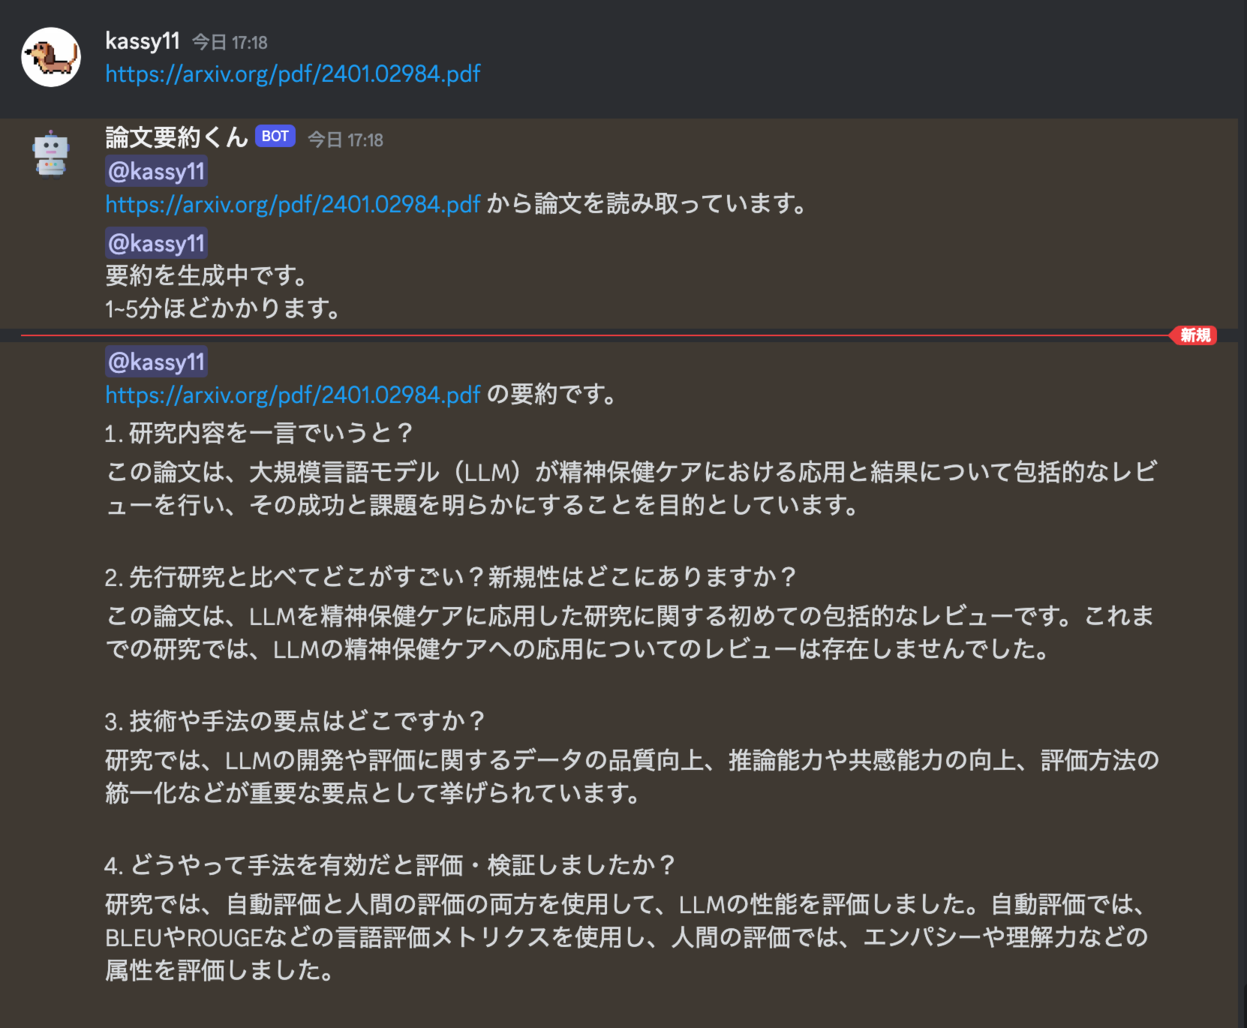 kassy11 今日 17:18
https://arxiv.org/pdf/2401.02984.pdf
論文要約くん BOT 今日 17:18
@kassy11
https://arxiv.org/pdf/2401.02984.pdf から論文を読み取っています。
@kassy11
要約を生成中です。
1~5分ほどかかります。
新規
@kassy11
https://arxiv.org/pdf/2401.02984.pdf の要約です。
1. 研究内容を一言でいうと？
この論文は、大規模言語モデル（LLM）が精神保健ケアにおける応用と結果について包括的なレビ
ューを行い、その成功と課題を明らかにすることを目的としています。
2. 先行研究と比べてどこがすごい？新規性はどこにありますか？
この論文は、LLMを精神保健ケアに応用した研究に関する初めての包括的なレビューです。これま
での研究では、LLMの精神保健ケアへの応用についてのレビューは存在しませんでした。
3. 技術や手法の要点はどこですか？
研究では、LLMの開発や評価に関するデータの品質向上、推論能力や共感能力の向上、評価方法の
統一化などが重要な要点として挙げられています。
4. どうやって手法を有効だと評価・検証しましたか？
研究では、自動評価と人間の評価の両方を使用して、LLMの性能を評価しました。自動評価では、
BLEUやROUGEなどの言語評価メトリクスを使用し、人間の評価では、エンパシーや理解力などの
属性を評価しました。